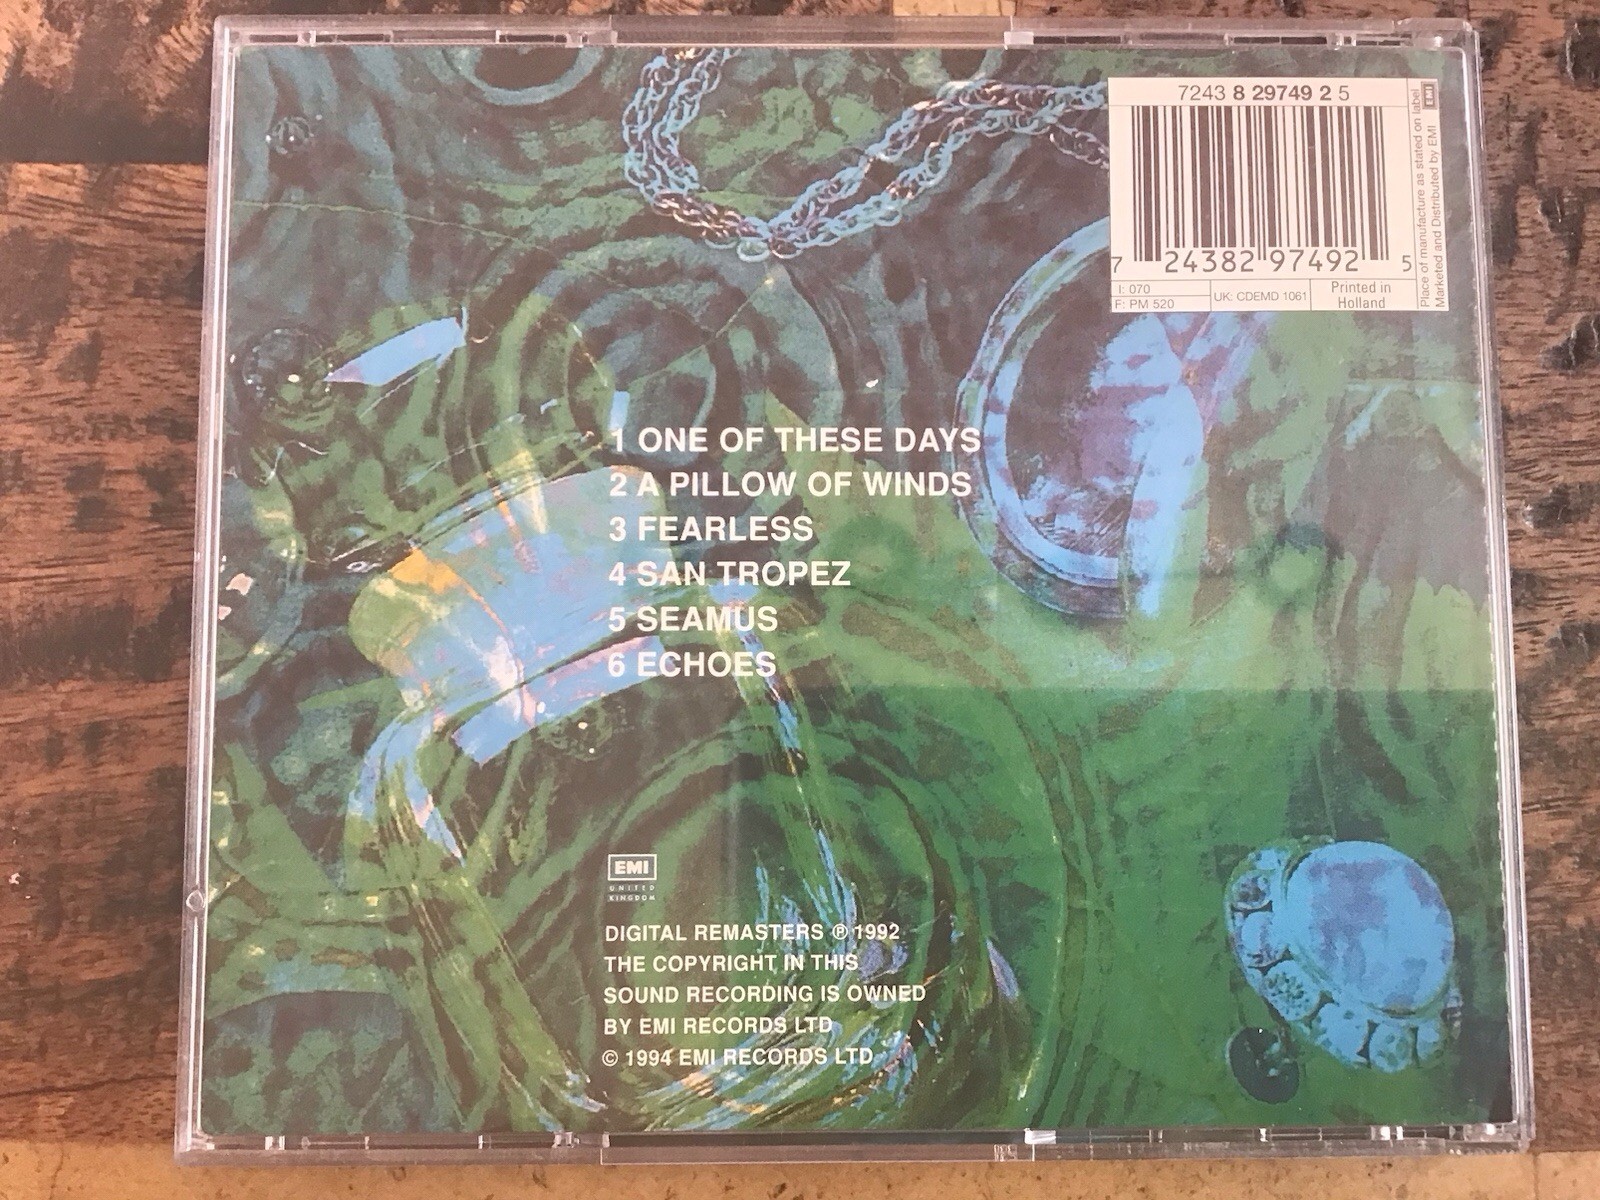 7243 8 29749 2 5
7 24382 97492 5
I: 070
F: PM 520
UK: CDEMD 1061
Printed in
Holland
Place of manufacture as stated on label
Marketed and Distributed by EMI
EMI
1 ONE OF THESE DAYS
2 A PILLOW OF WINDS
3 FEARLESS
4 SAN TROPEZ
5 SEAMUS
6 ECHOES
EMI
UNITED
KINGDOM
DIGITAL REMASTERS ℗ 1992
THE COPYRIGHT IN THIS
SOUND RECORDING IS OWNED
BY EMI RECORDS LTD
© 1994 EMI RECORDS LTD